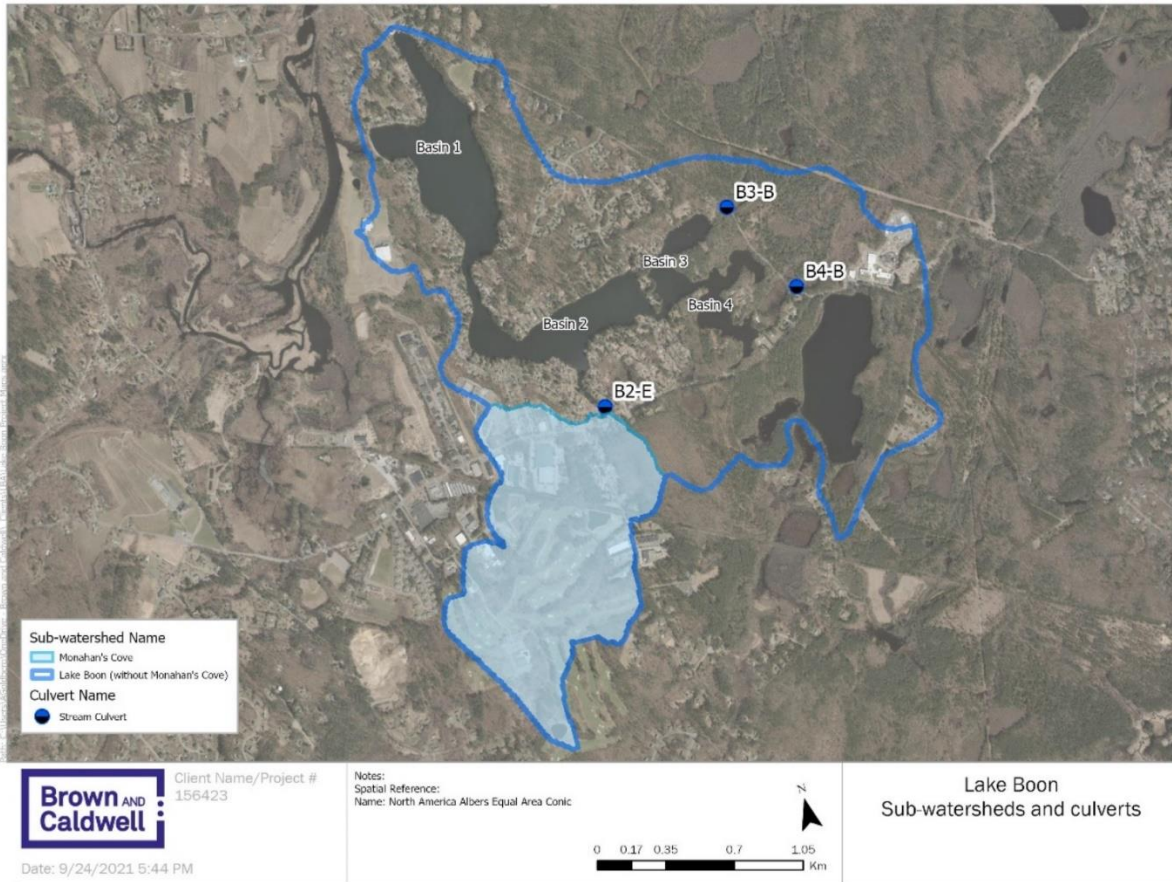 Basin 1
B3-B
Basin 3
B4-B
Basin 4
Basin 2
B2-E
Sub-watershed Name
Monahan's Cove
Lake Boon (without Monahan's Cove)
Culvert Name
Stream Culvert
Brown AND
Caldwell
Client Name/Project #
156423
Date: 9/24/2021 5:44 PM
Notes:
Spatial Reference:
Name: North America Albers Equal Area Conic
N
0 0.17 0.35 0.7 1.05
Km
Lake Boon
Sub-watersheds and culverts